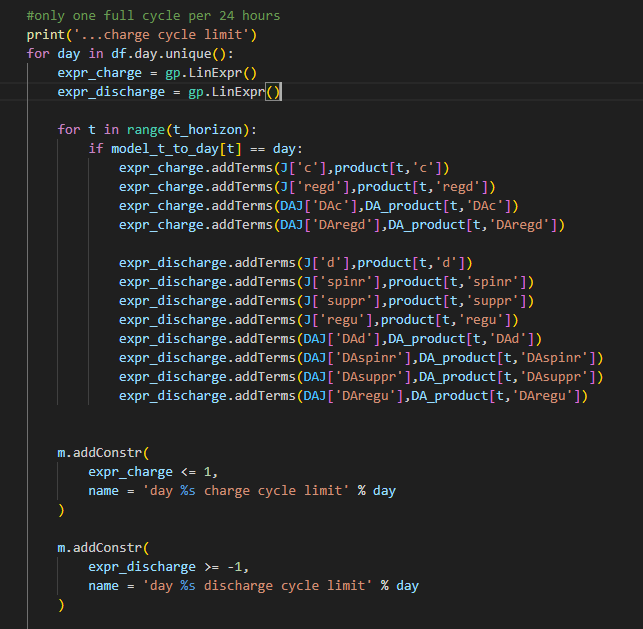 #only one full cycle per 24 hours
print('...charge cycle limit')
for day in df.day.unique():
    expr_charge = gp.LinExpr()
    expr_discharge = gp.LinExpr()
    for t in range(t_horizon):
        if model_t_to_day[t] == day:
            expr_charge.addTerms(J['c'],product[t,'c'])
            expr_charge.addTerms(J['regd'],product[t,'regd'])
            expr_charge.addTerms(DAJ['DAc'],DA_product[t,'DAc'])
            expr_charge.addTerms(DAJ['DAregd'],DA_product[t,'DAregd'])
            expr_discharge.addTerms(J['d'],product[t,'d'])
            expr_discharge.addTerms(J['spinr'],product[t,'spinr'])
            expr_discharge.addTerms(J['suppr'],product[t,'suppr'])
            expr_discharge.addTerms(J['regu'],product[t,'regu'])
            expr_discharge.addTerms(DAJ['DAd'],DA_product[t,'DAd'])
            expr_discharge.addTerms(DAJ['DAspinr'],DA_product[t,'DAspinr'])
            expr_discharge.addTerms(DAJ['DAsuppr'],DA_product[t,'DAsuppr'])
            expr_discharge.addTerms(DAJ['DAregu'],DA_product[t,'DAregu'])
    m.addConstr(
        expr_charge <= 1,
        name = 'day %s charge cycle limit' % day
    )
    m.addConstr(
        expr_discharge >= -1,
        name = 'day %s discharge cycle limit' % day
    )